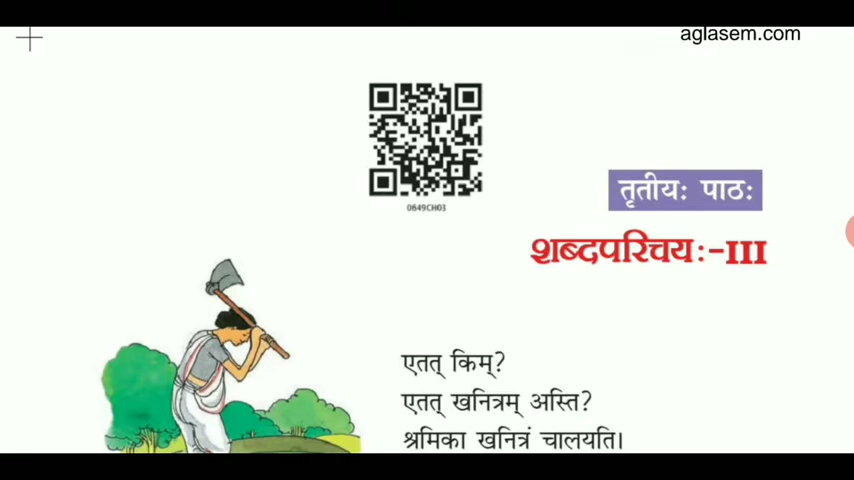 aglasem.com
0649CH03
तृतीयः पाठः
शब्दपरिचयः-III
एतत् किम्?
एतत् खनित्रम् अस्ति?
श्रमिका खनित्रं चालयति।